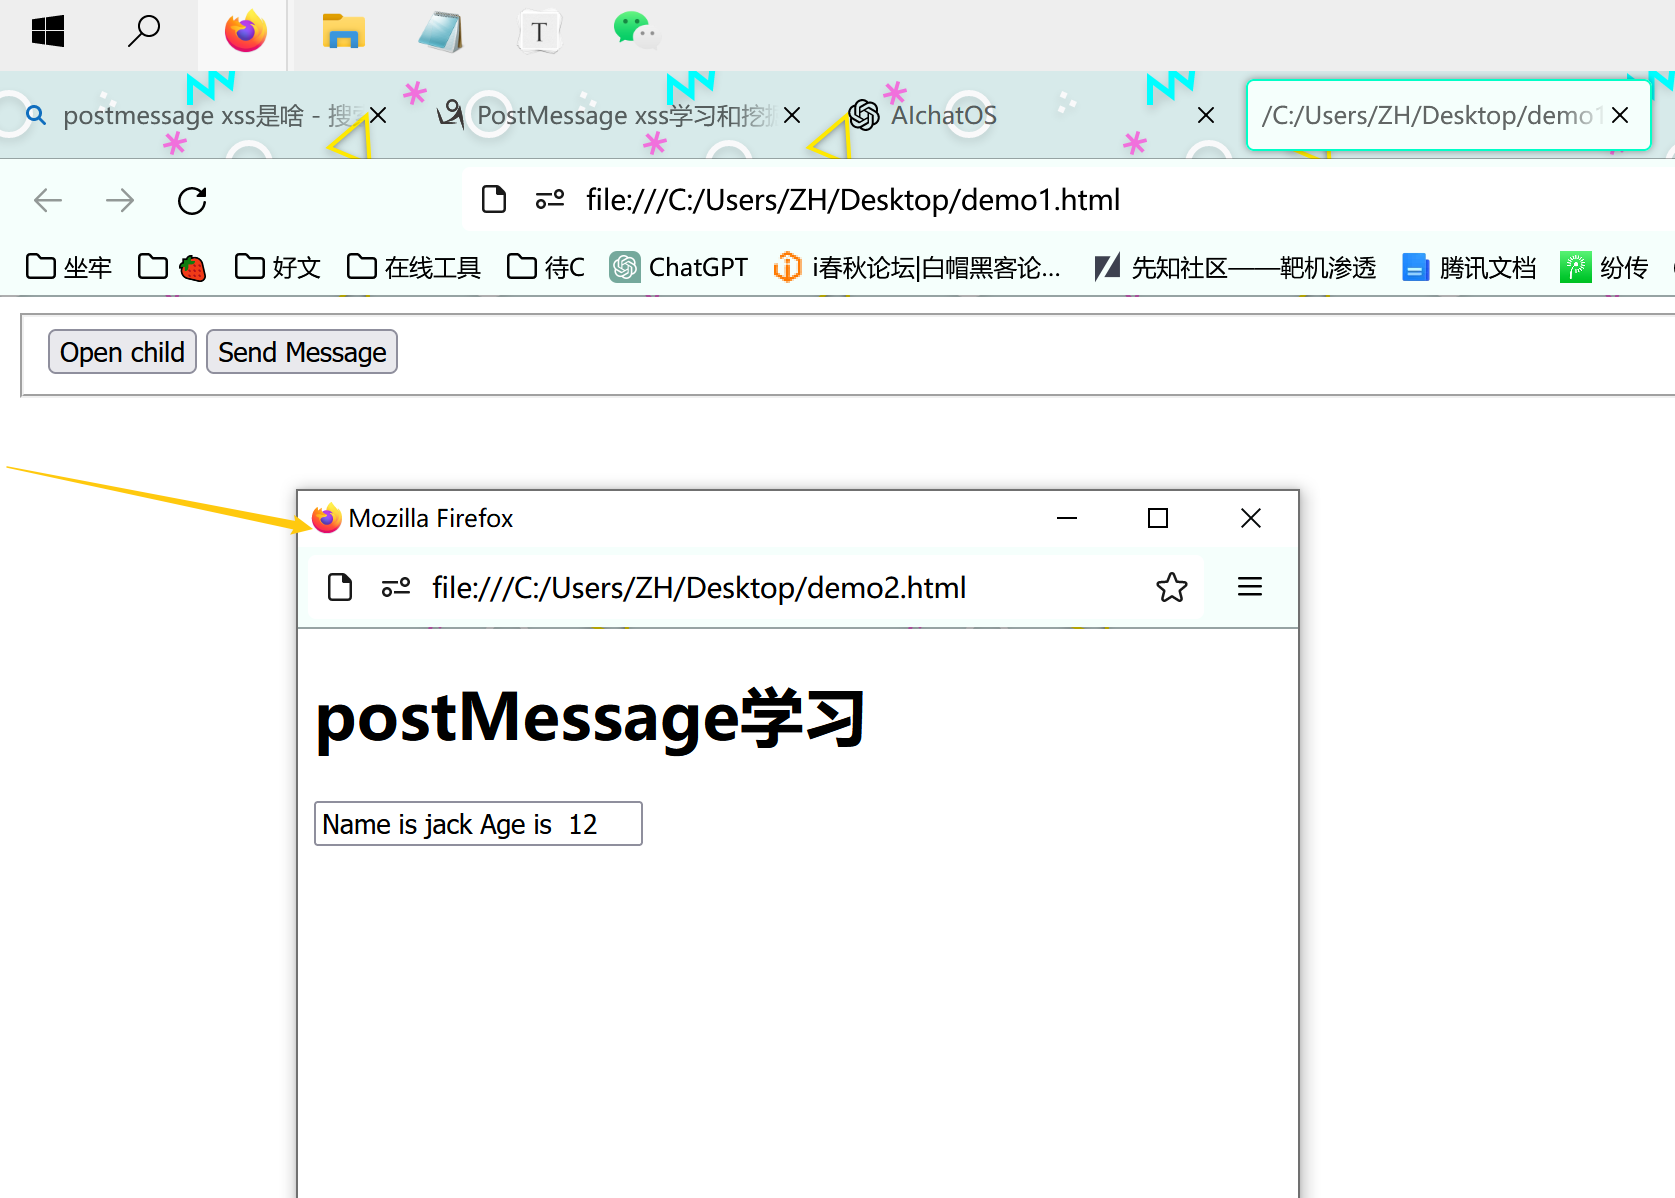 T
postmessage xss是啥 - 搜索
PostMessage xss学习和挖掘
AIchatOS
/C:/Users/ZH/Desktop/demo1
file:///C:/Users/ZH/Desktop/demo1.html
坐牢
好文
在线工具
待C
ChatGPT
i春秋论坛|白帽黑客论...
先知社区——靶机渗透
腾讯文档
纷传
Open child
Send Message
Mozilla Firefox
file:///C:/Users/ZH/Desktop/demo2.html
postMessage学习
Name is jack Age is  12